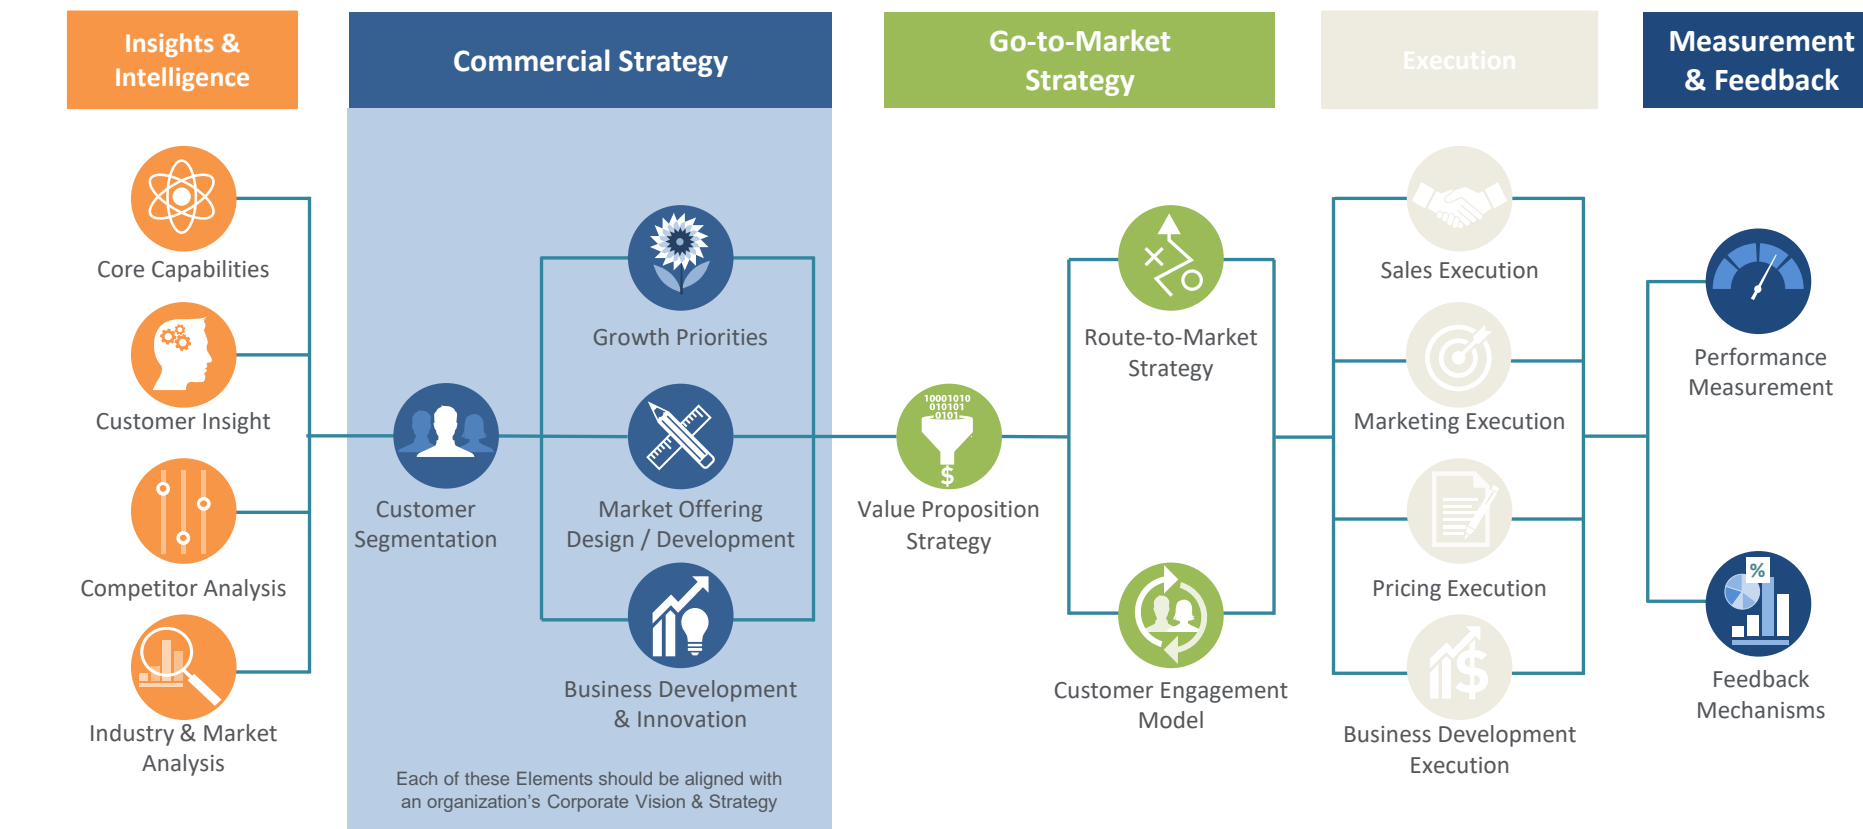 Insights &
Intelligence
Commercial Strategy
Go-to-Market
Strategy
Execution
Measurement
& Feedback
Core Capabilities
Customer Insight
Competitor Analysis
Industry & Market
Analysis
Customer
Segmentation
Growth Priorities
Market Offering
Design / Development
Business Development
& Innovation
Each of these Elements should be aligned with
an organization's Corporate Vision & Strategy
10001010
010101
0101
$
Value Proposition
Strategy
Route-to-Market
Strategy
Customer Engagement
Model
Sales Execution
Marketing Execution
Pricing Execution
$
Business Development
Execution
Performance
Measurement
%
Feedback
Mechanisms